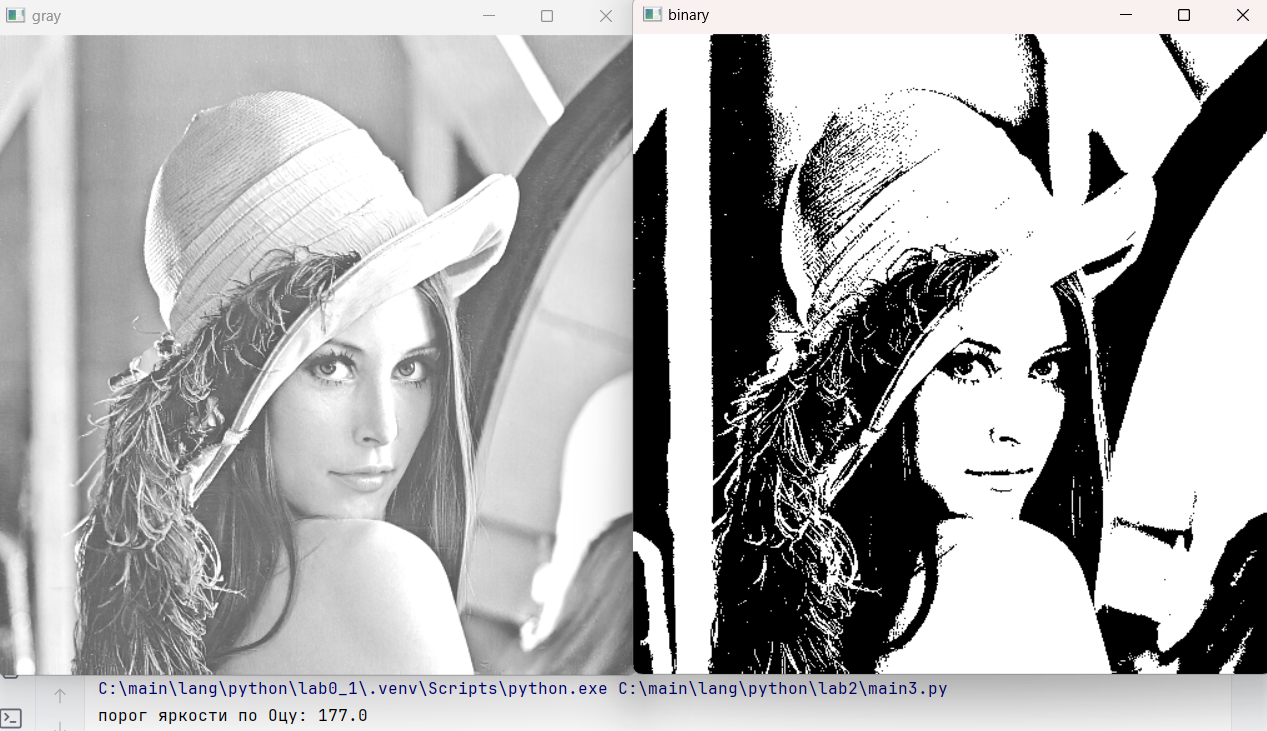 gray
binary
C:\main\lang\python\lab0_1\.venv\Scripts\python.exe C:\main\lang\python\lab2\main3.py
порог яркости по Оцу: 177.0